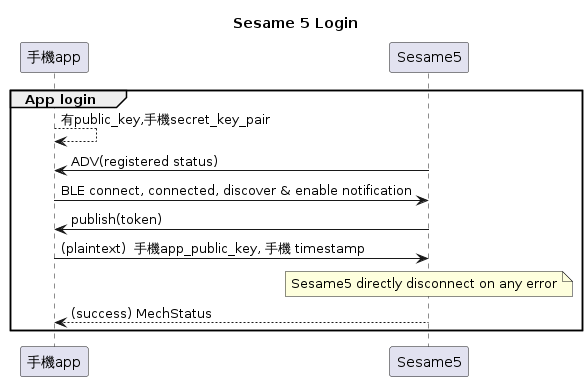 Sesame 5 Login
手機app
Sesame5
App login
有public_key,手機secret_key_pair
ADV(registered status)
BLE connect, connected, discover & enable notification
publish(token)
(plaintext)  手機app_public_key, 手機 timestamp
Sesame5 directly disconnect on any error
(success) MechStatus
手機app
Sesame5